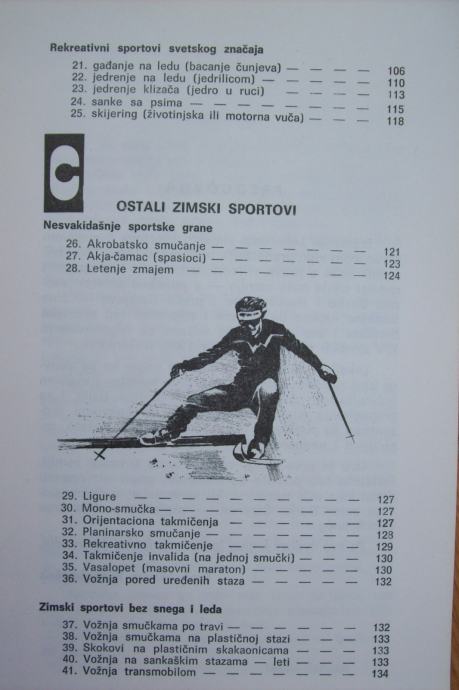 Rekreativni sportovi svetskog značaja
21. gađanje na ledu (bacanje čunjeva) — — — — 106
22. jedrenje na ledu (jedrilicom) — — — — — 110
23. jedrenje klizača (jedro u ruci) — — — — 113
24. sanke sa psima — — — — — — — — 115
25. skijering (životinjska ili motorna vuča) — — — 118
C
OSTALI ZIMSKI SPORTOVI
Nesvakidašnje sportske grane
26. Akrobatsko smučanje — — — — — — — 121
27. Akja-čamac (spasioci) — — — — — — — 123
28. Letenje zmajem — — — — — — — — 124
29. Ligure — — — — — — — — — — 127
30. Mono-smučka — — — — — — — — 127
31. Orijentaciona takmičenja — — — — — — 127
32. Planinarsko smučanje — — — — — — — 128
33. Rekreativno takmičenje — — — — — — 129
34. Takmičenje invalida (na jednoj smučki) — — — 130
35. Vasalopet (masovni maraton) — — — — — 130
36. Vožnja pored uređenih staza — — — — — 132
Zimski sportovi bez snega i leda
37. Vožnja smučkama po travi — — — — — — 132
38. Vožnja smučkama na plastičnoj stazi — — — — 133
39. Skokovi na plastičnim skakaonicama — — — — 133
40. Vožnja na sankaškim stazama — leti — — — — 133
41. Vožnja transmobilom — — — — — — — 134